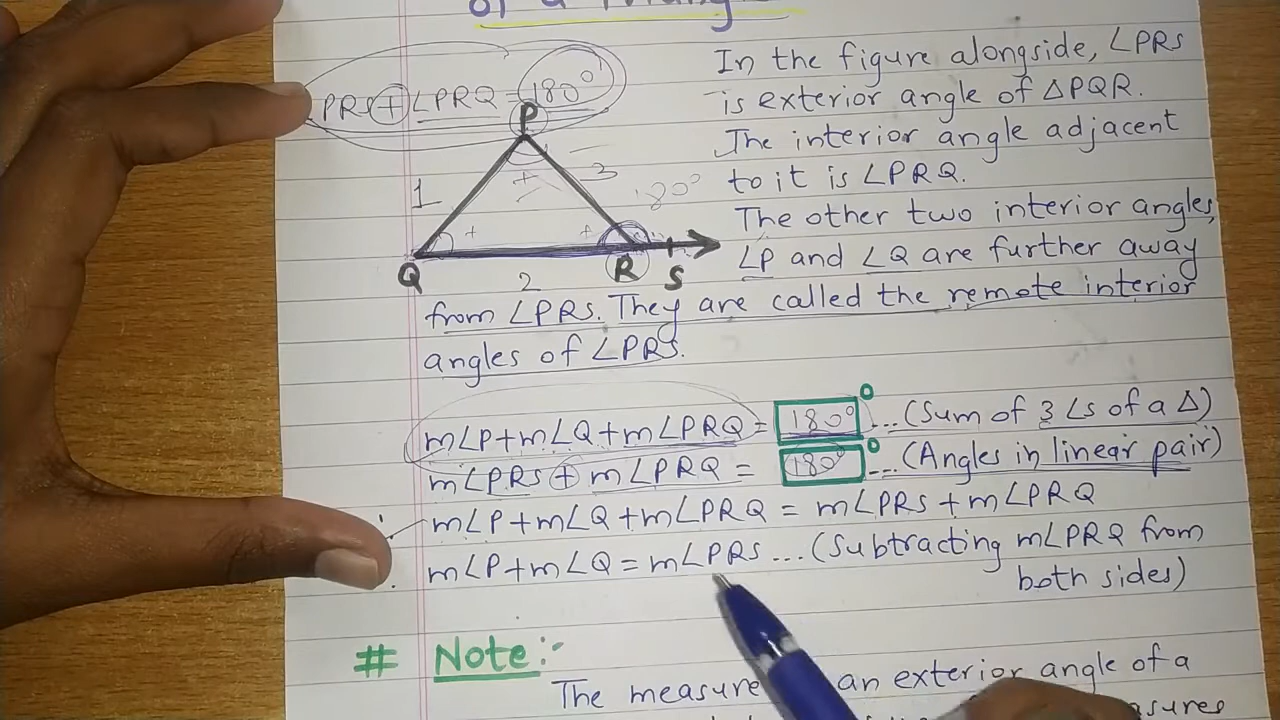 of a
In the figure alongside, ∠PRS
is exterior angle of ΔPQR.
The interior angle adjacent
to it is ∠PRQ.
The other two interior angles,
∠P and ∠Q are further away
from ∠PRS. They are called the remote interior
angles of ∠PRS.
PRS+∠PRQ=180°
P
1
3
180°
+
+
+
Q
2
R
S
m∠P+m∠Q+m∠PRQ= 180° ° ...(Sum of 3 ∠s of a Δ)
m∠PRS+m∠PRQ = 180° ° ...(Angles in linear pair)
∴ m∠P+m∠Q+m∠PRQ = m∠PRS+m∠PRQ
∴ m∠P+m∠Q=m∠PRS...(Subtracting m∠PRQ from
both sides)
# Note:-
The measure an exterior angle of a